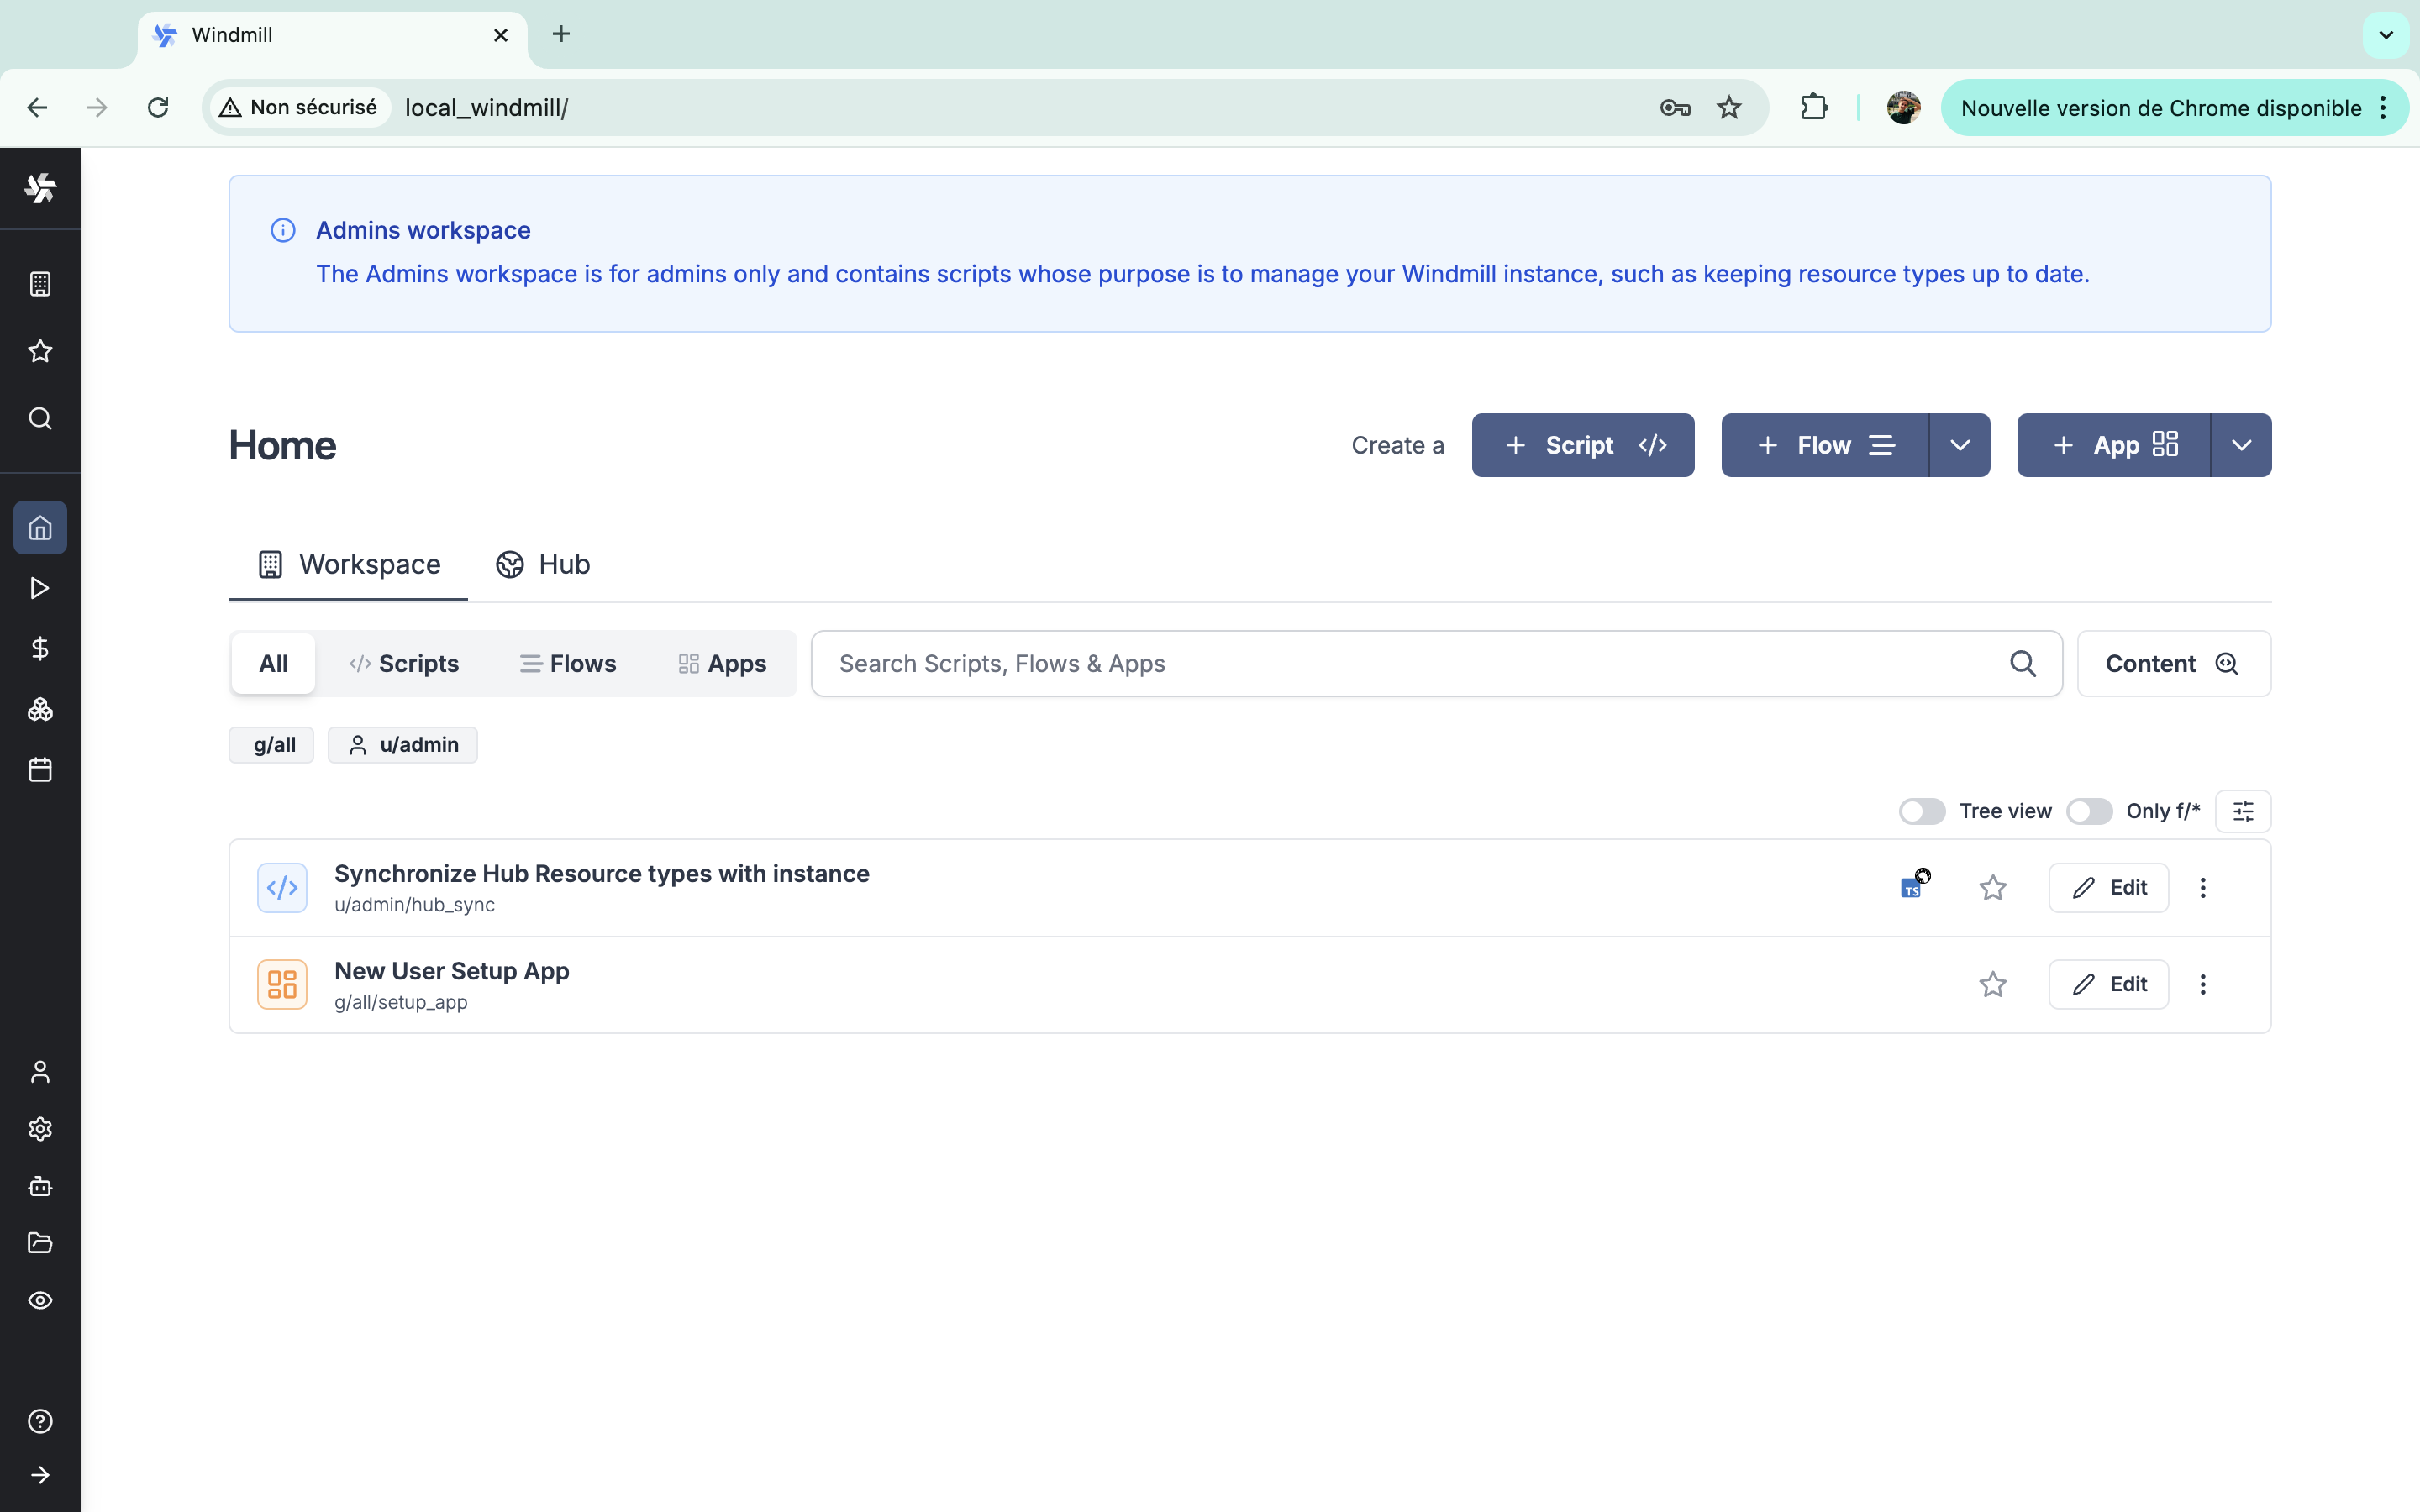 Windmill
Non sécurisé
local_windmill/
Nouvelle version de Chrome disponible
Admins workspace
The Admins workspace is for admins only and contains scripts whose purpose is to manage your Windmill instance, such as keeping resource types up to date.
Home
Create a
+ Script </>
+ Flow
+ App
Workspace
Hub
All
</> Scripts
Flows
Apps
Search Scripts, Flows & Apps
Content
g/all
u/admin
Tree view
Only f/*
Synchronize Hub Resource types with instance
u/admin/hub_sync
TS
Edit
New User Setup App
g/all/setup_app
Edit